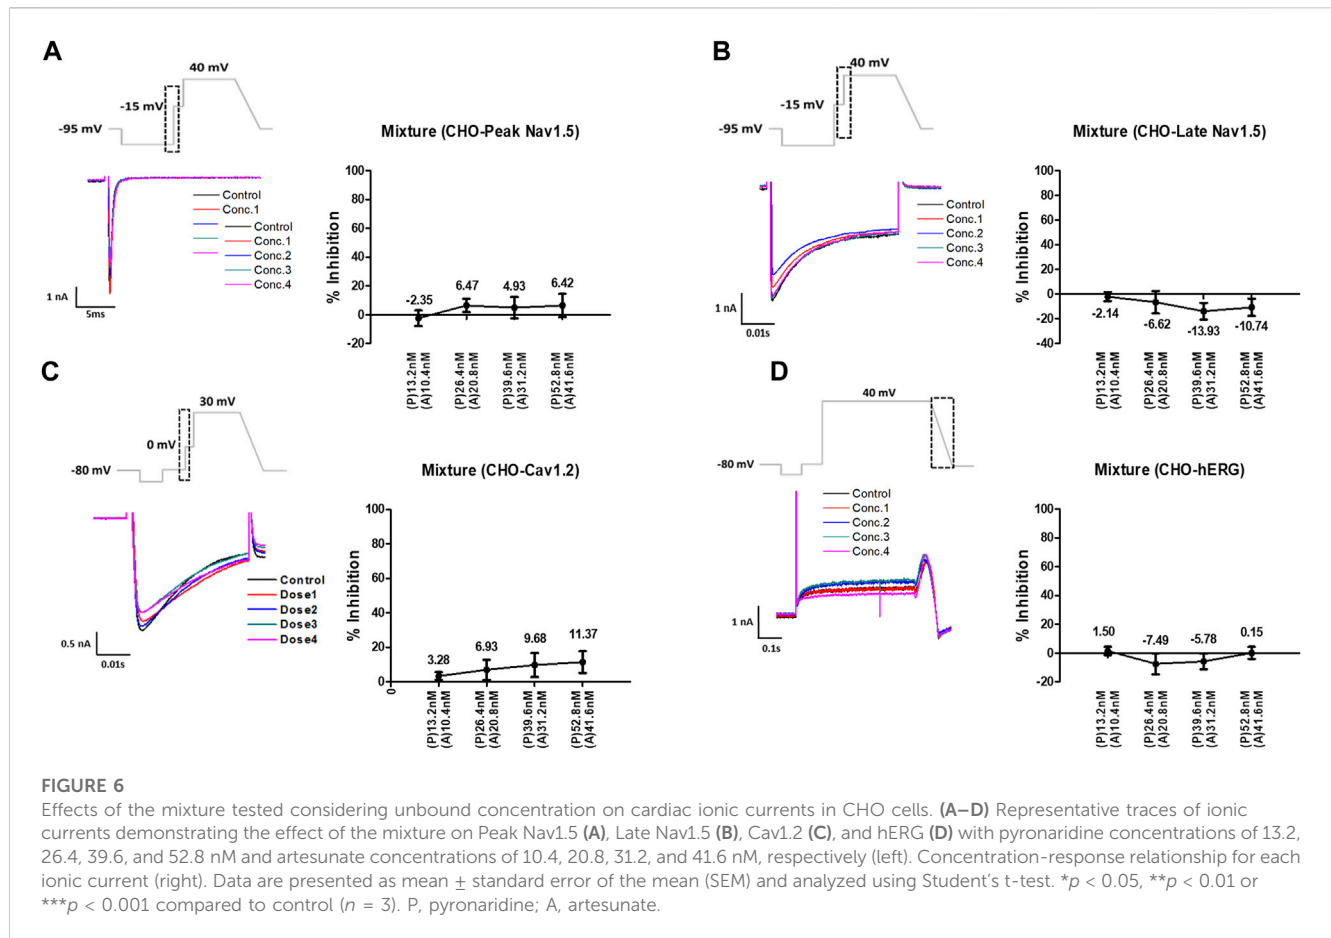 A
40 mV
-15 mV
-95 mV
Mixture (CHO-Peak Nav1.5)
Control
Conc.1
Control
Conc.1
Conc.2
Conc.3
Conc.4
1 nA
5ms
% Inhibition
100
80
60
40
20
0
-20
-2.35
6.47
4.93
6.42
(P)13.2nM
(A)10.4nM
(P)26.4nM
(A)20.8nM
(P)39.6nM
(A)31.2nM
(P)52.8nM
(A)41.6nM
B
40 mV
-15 mV
-95 mV
Mixture (CHO-Late Nav1.5)
Control
Conc.1
Conc.2
Conc.3
Conc.4
1 nA
0.01s
% Inhibition
100
80
60
40
20
0
-20
-40
-2.14
-6.62
-13.93
-10.74
(P)13.2nM
(A)10.4nM
(P)26.4nM
(A)20.8nM
(P)39.6nM
(A)31.2nM
(P)52.8nM
(A)41.6nM
C
30 mV
0 mV
-80 mV
Mixture (CHO-Cav1.2)
Control
Dose1
Dose2
Dose3
Dose4
0.5 nA
0.01s
% Inhibition
100
80
60
40
20
0
0
3.28
6.93
9.68
11.37
(P)13.2nM
(A)10.4nM
(P)26.4nM
(A)20.8nM
(P)39.6nM
(A)31.2nM
(P)52.8nM
(A)41.6nM
D
40 mV
-80 mV
Mixture (CHO-hERG)
Control
Conc.1
Conc.2
Conc.3
Conc.4
1 nA
0.1s
% Inhibition
100
80
60
40
20
0
-20
1.50
-7.49
-5.78
0.15
(P)13.2nM
(A)10.4nM
(P)26.4nM
(A)20.8nM
(P)39.6nM
(A)31.2nM
(P)52.8nM
(A)41.6nM
FIGURE 6
Effects of the mixture tested considering unbound concentration on cardiac ionic currents in CHO cells. (A–D) Representative traces of ionic
currents demonstrating the effect of the mixture on Peak Nav1.5 (A), Late Nav1.5 (B), Cav1.2 (C), and hERG (D) with pyronaridine concentrations of 13.2,
26.4, 39.6, and 52.8 nM and artesunate concentrations of 10.4, 20.8, 31.2, and 41.6 nM, respectively (left). Concentration-response relationship for each
ionic current (right). Data are presented as mean ± standard error of the mean (SEM) and analyzed using Student's t-test. *p < 0.05, **p < 0.01 or
***p < 0.001 compared to control (n = 3). P, pyronaridine; A, artesunate.